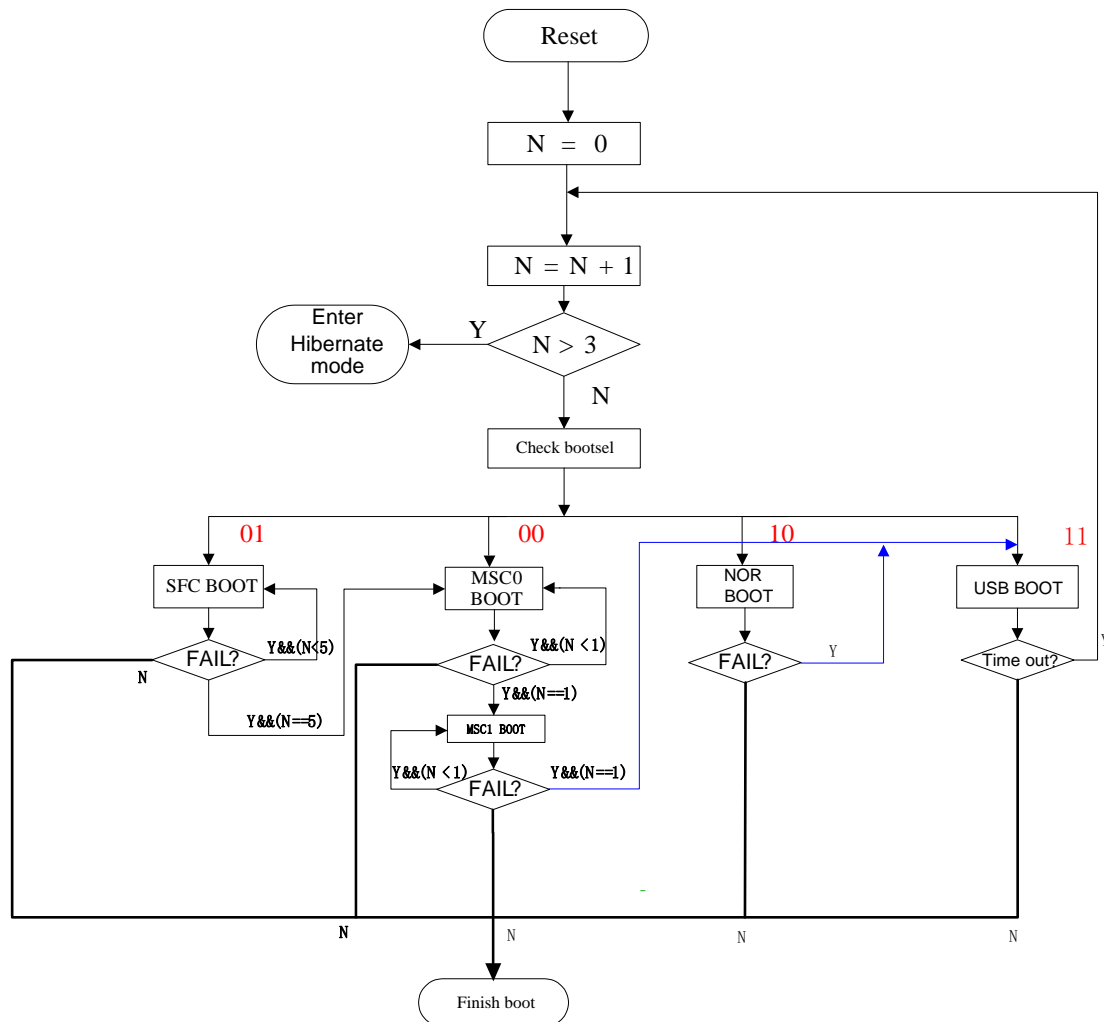 Reset
N = 0
N = N + 1
Enter
Hibernate
mode
Y
N > 3
N
Check bootsel
01
00
10
11
SFC BOOT
MSC0
BOOT
NOR
BOOT
USB BOOT
FAIL?
Y&&(N<5)
N
FAIL?
Y&&(N <1)
FAIL?
Y
Time out?
Y
Y&&(N==5)
Y&&(N==1)
MSC1 BOOT
Y&&(N <1)
FAIL?
Y&&(N==1)
N
N
N
N
Finish boot